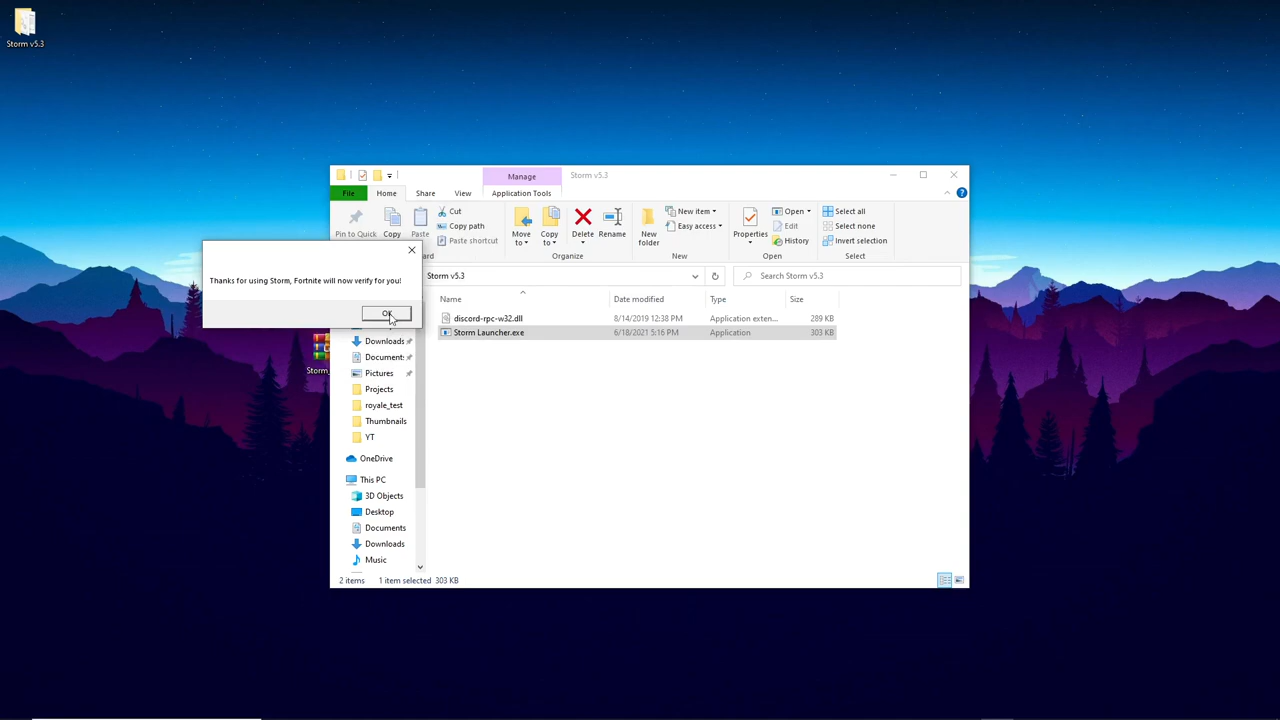 Storm v5.3
Manage
Storm v5.3
File
Home
Share
View
Application Tools
Pin to Quick
Copy
Paste
Cut
Copy path
Paste shortcut
Move to
Copy to
Delete
Rename
New folder
New item
Easy access
Properties
Open
Edit
History
Select all
Select none
Invert selection
Organize
New
Open
Select
Storm v5.3
Search Storm v5.3
Thanks for using Storm, Fortnite will now verify for you!
Name
Date modified
Type
Size
discord-rpc-w32.dll
8/14/2019 12:38 PM
Application exten...
289 KB
Storm Launcher.exe
6/18/2021 5:16 PM
Application
303 KB
Storm_
Downloads
Documents
Pictures
Projects
royale_test
Thumbnails
YT
OneDrive
This PC
3D Objects
Desktop
Documents
Downloads
Music
2 items
1 item selected
303 KB